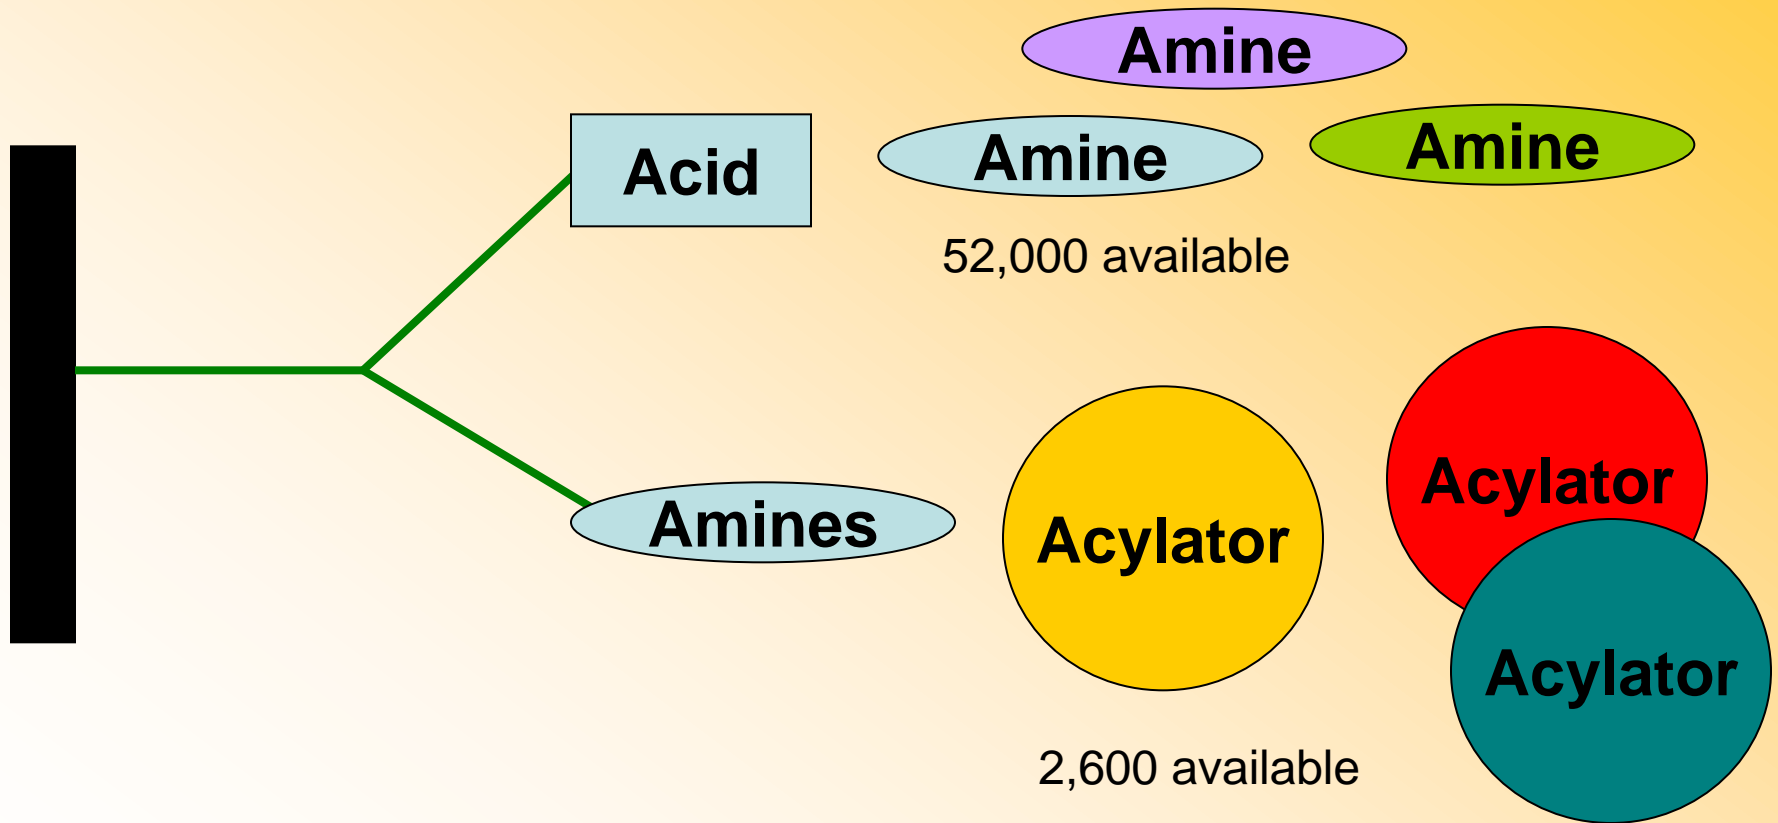 Amine
Acid
Amine
Amine
52,000 available
Amines
Acylator
Acylator
Acylator
2,600 available